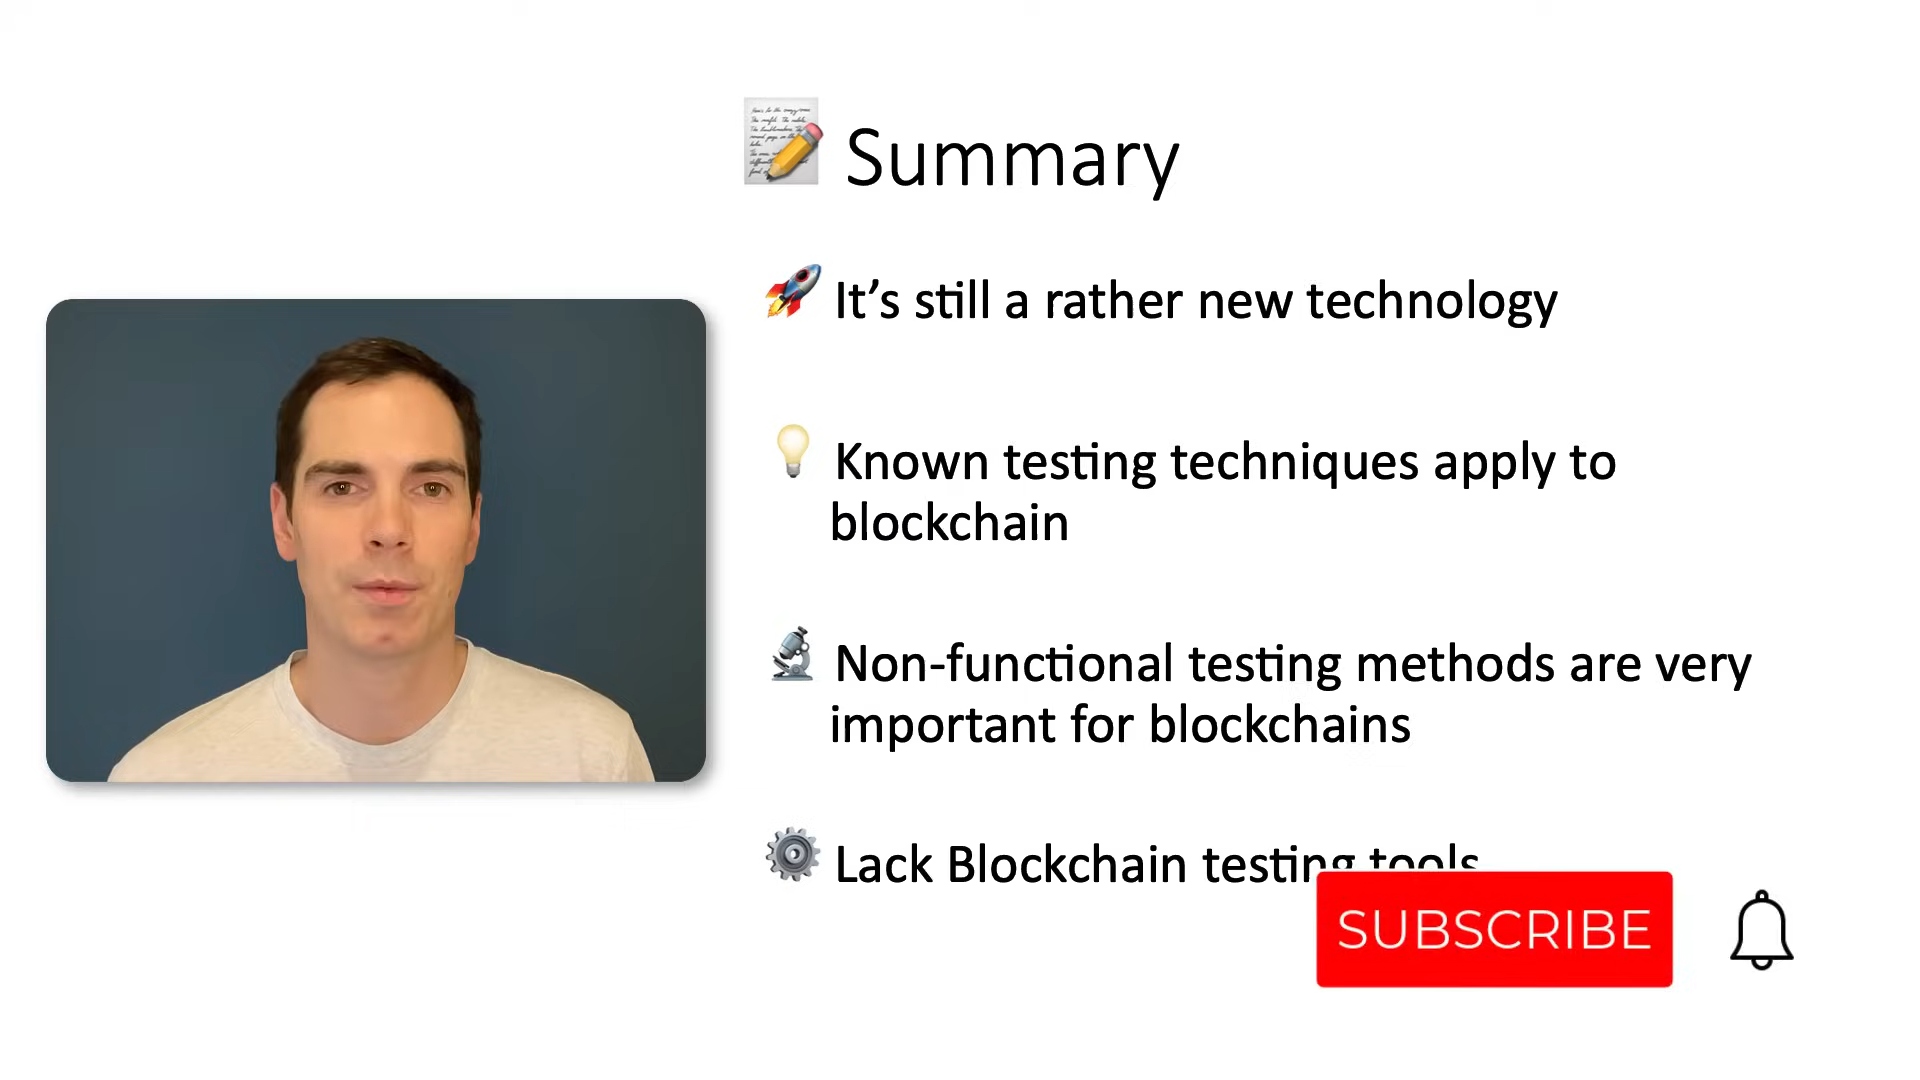 Summary
It's still a rather new technology
Known testing techniques apply to
blockchain
Non-functional testing methods are very
important for blockchains
Lack Blockchain testing tools
SUBSCRIBE